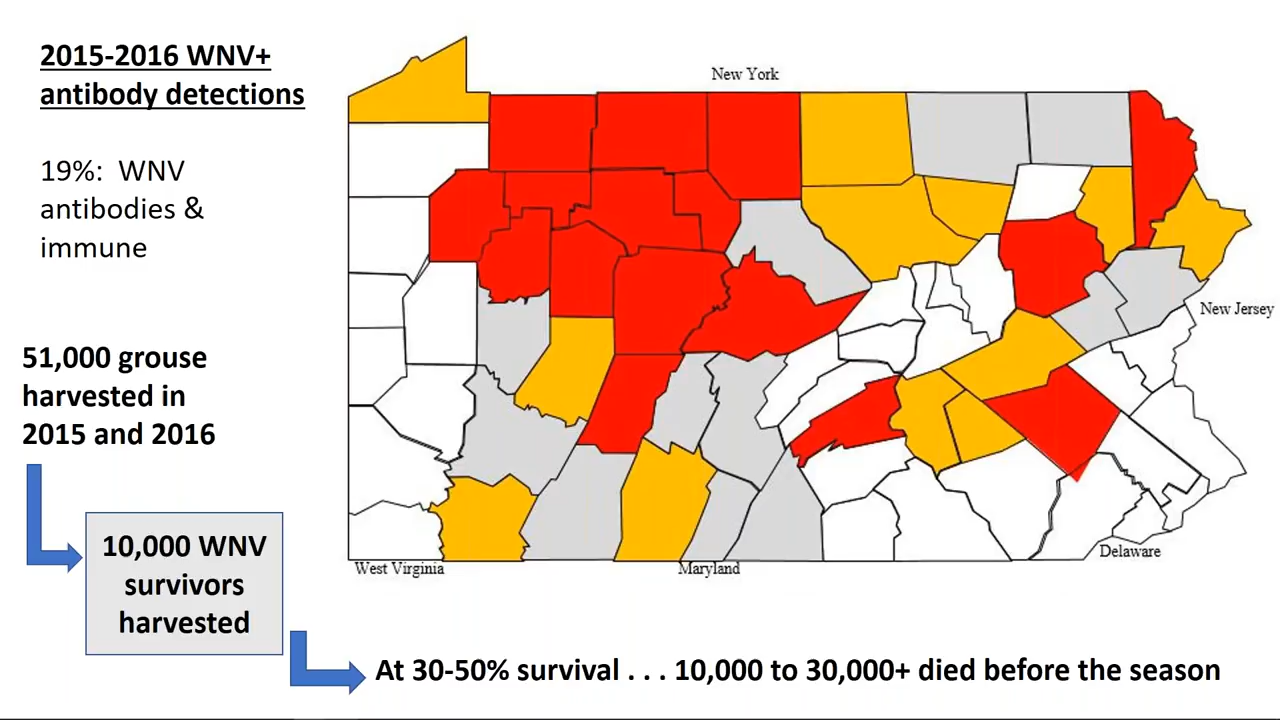 2015-2016 WNV+
antibody detections
19%: WNV
antibodies &
immune
51,000 grouse
harvested in
2015 and 2016
10,000 WNV
survivors
harvested
New York
New Jersey
Delaware
West Virginia
Maryland
At 30-50% survival . . . 10,000 to 30,000+ died before the season